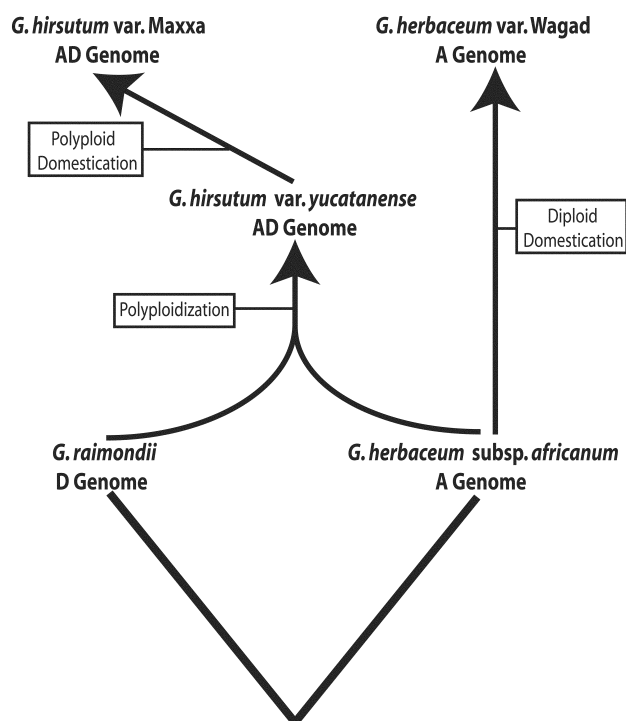 G. hirsutum var. Maxxa
AD Genome
G. herbaceum var. Wagad
A Genome
Polyploid
Domestication
G. hirsutum var. yucatanense
AD Genome
Diploid
Domestication
Polyploidization
G. raimondii
D Genome
G. herbaceum subsp. africanum
A Genome